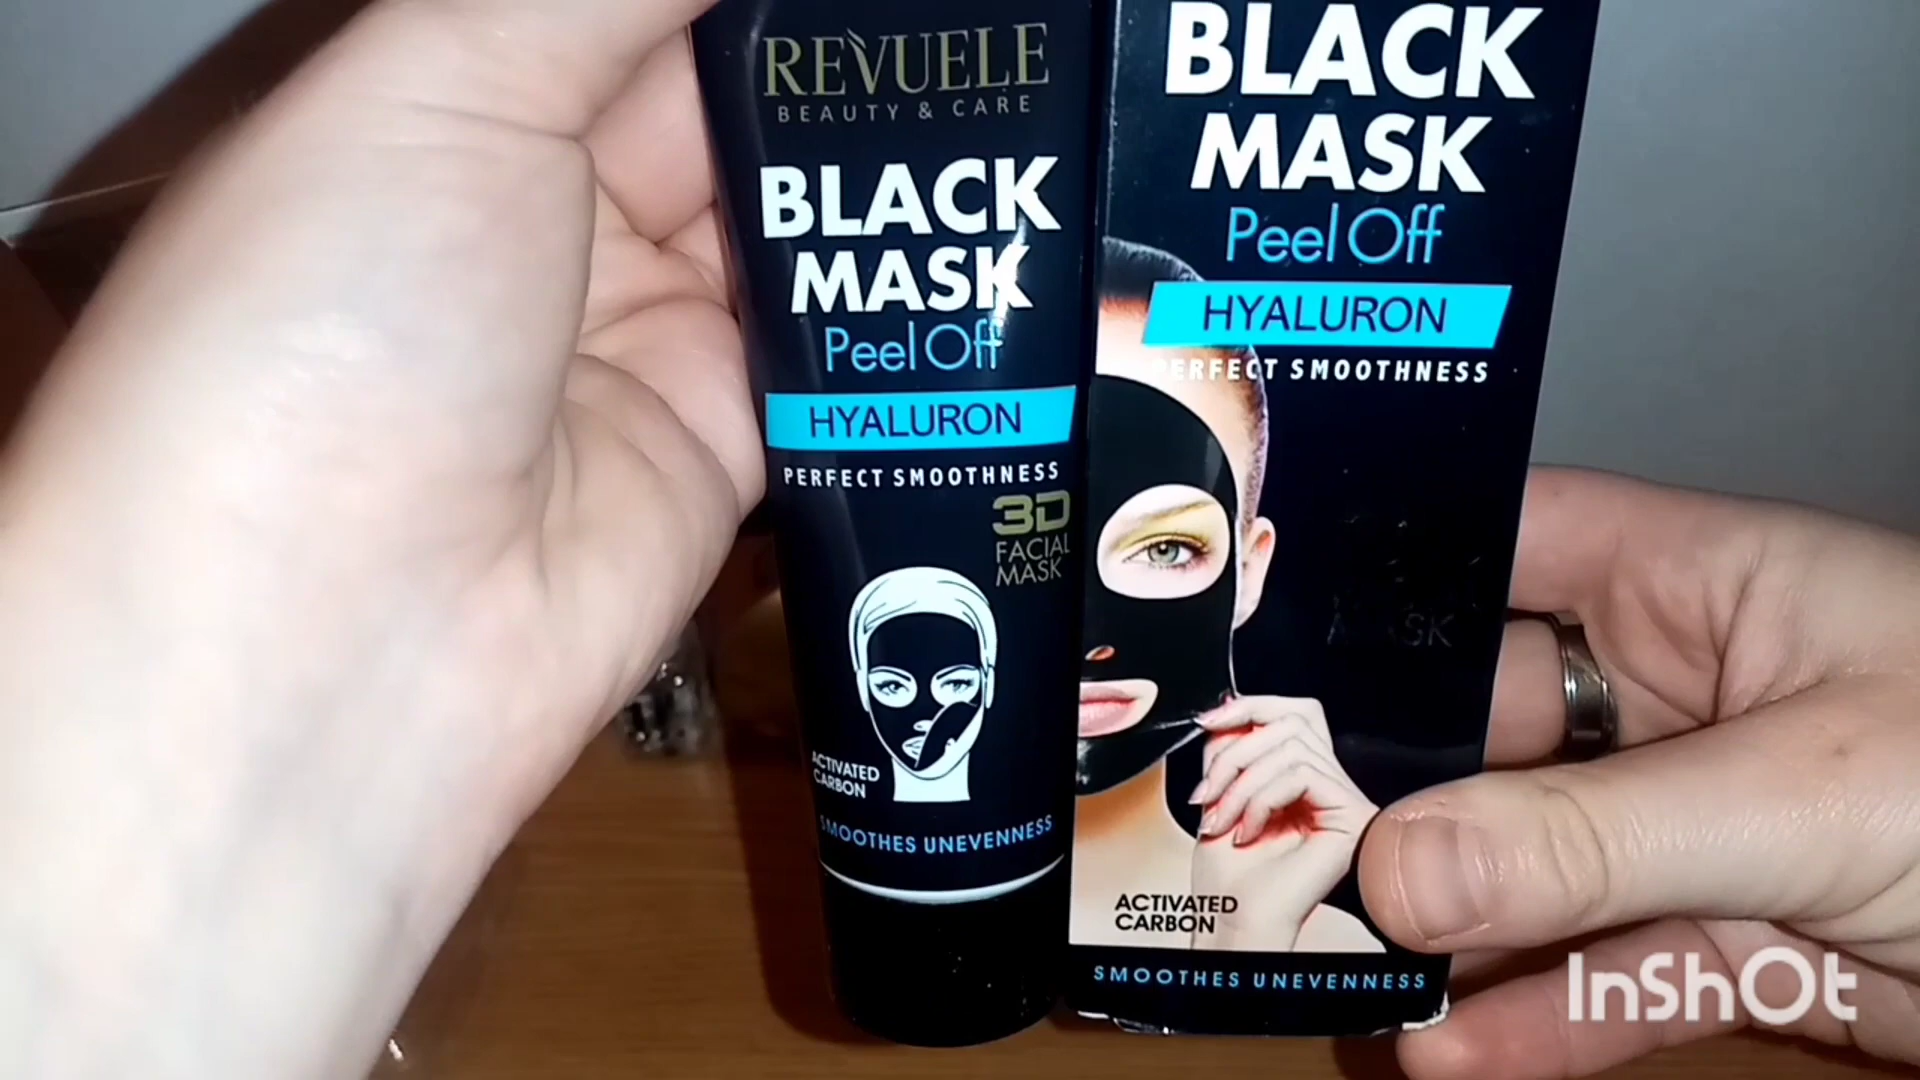 REVUELE
BEAUTY & CARE
BLACK
MASK
Peel Off
HYALURON
PERFECT SMOOTHNESS
3D
FACIAL
MASK
ACTIVATED
CARBON
SMOOTHES UNEVENNESS
BLACK
MASK
Peel Off
HYALURON
PERFECT SMOOTHNESS
MASK
ACTIVATED
CARBON
SMOOTHES UNEVENNESS
InShOt